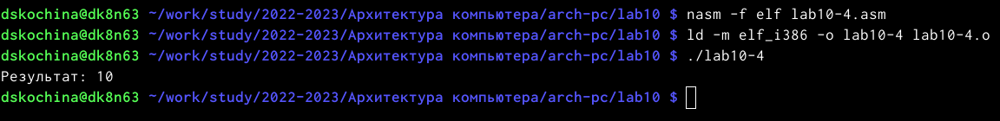 dskochina@dk8n63 ~/work/study/2022-2023/Архитектура компьютера/arch-pc/lab10 $ nasm -f elf lab10-4.asm
dskochina@dk8n63 ~/work/study/2022-2023/Архитектура компьютера/arch-pc/lab10 $ ld -m elf_i386 -o lab10-4 lab10-4.o
dskochina@dk8n63 ~/work/study/2022-2023/Архитектура компьютера/arch-pc/lab10 $ ./lab10-4
Результат: 10
dskochina@dk8n63 ~/work/study/2022-2023/Архитектура компьютера/arch-pc/lab10 $